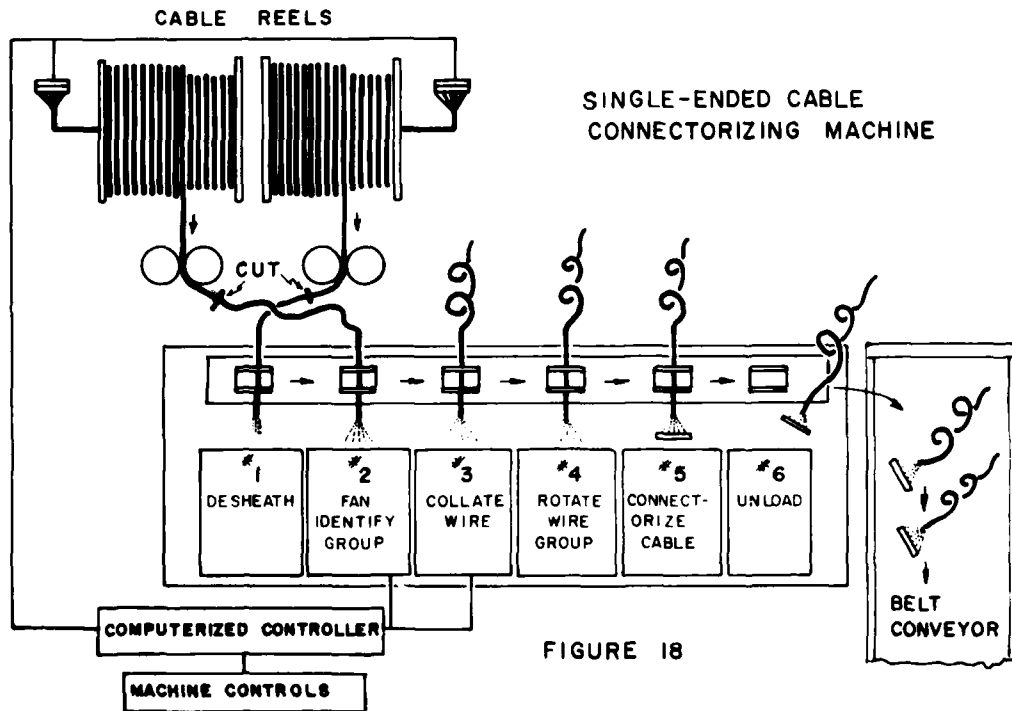 CABLE REELS
SINGLE-ENDED CABLE
CONNECTORIZING MACHINE
CUT
#1
DESHEATH
#2
FAN
IDENTIFY
GROUP
#3
COLLATE
WIRE
#4
ROTATE
WIRE
GROUP
#5
CONNECT-
ORIZE
CABLE
#6
UNLOAD
BELT
CONVEYOR
COMPUTERIZED CONTROLLER
MACHINE CONTROLS
FIGURE 18